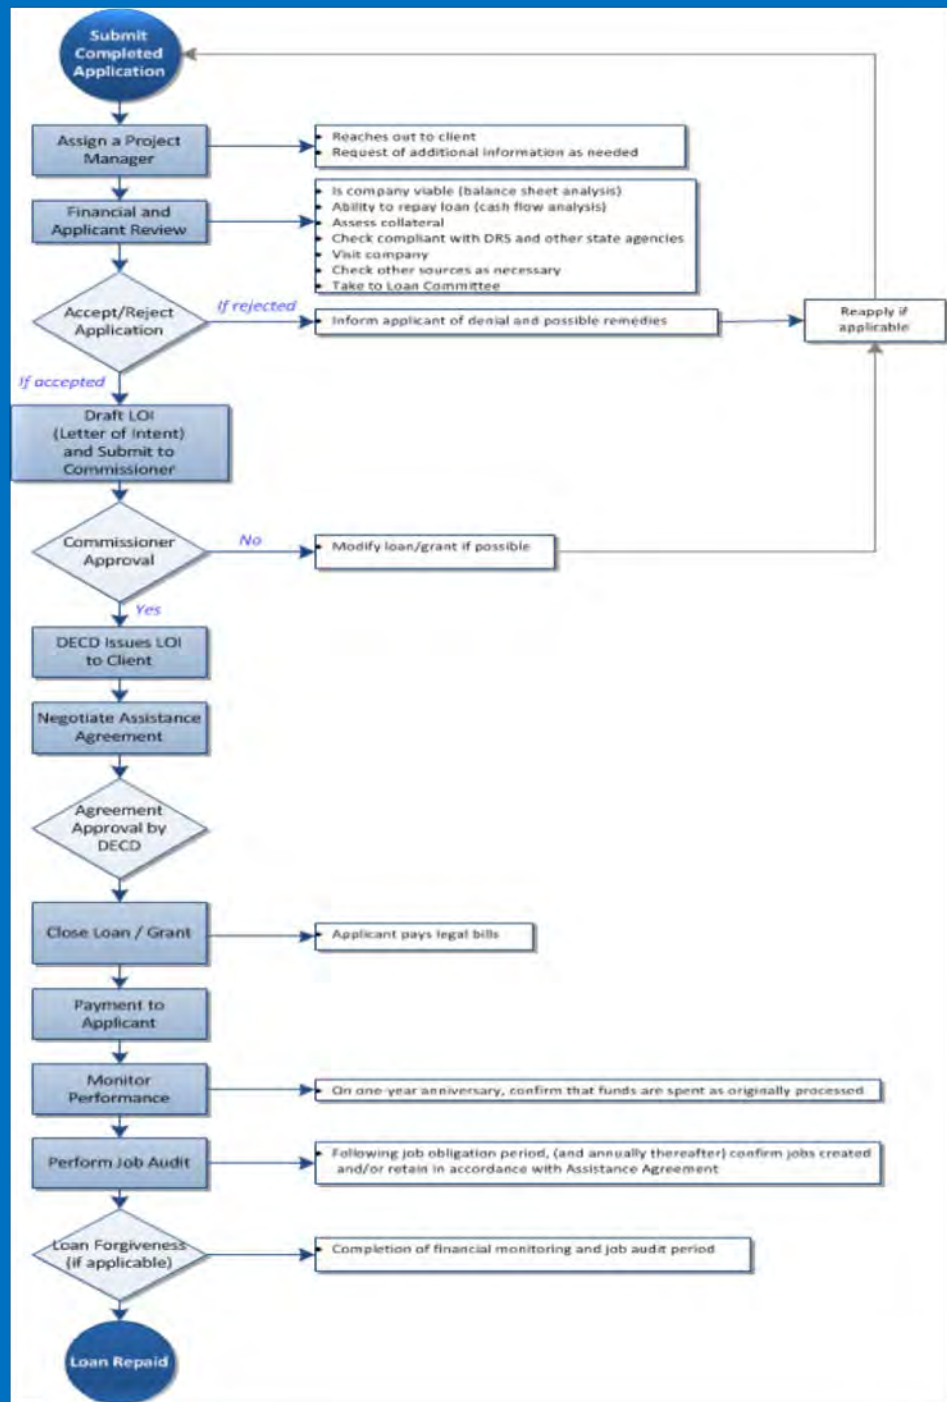 Submit
Completed
Application
Assign a Project
Manager
• Reaches out to client
• Request of additional information as needed
Financial and
Applicant Review
• Is company viable (balance sheet analysis)
• Ability to repay loan (cash flow analysis)
• Assess collateral
• Check compliant with DRS and other state agencies
• Visit company
• Check other sources as necessary
• Take to Loan Committee
Accept/Reject
Application
If rejected
• Inform applicant of denial and possible remedies
Reapply if
applicable
If accepted
Draft LOI
(Letter of Intent)
and Submit to
Commissioner
Commissioner
Approval
No
• Modify loan/grant if possible
Yes
DECD Issues LOI
to Client
Negotiate Assistance
Agreement
Agreement
Approval by
DECD
Close Loan / Grant
• Applicant pays legal bills
Payment to
Applicant
Monitor
Performance
• On one-year anniversary, confirm that funds are spent as originally processed
Perform Job Audit
• Following job obligation period, (and annually thereafter) confirm jobs created
and/or retain in accordance with Assistance Agreement
Loan Forgiveness
(if applicable)
• Completion of financial monitoring and job audit period
Loan Repaid